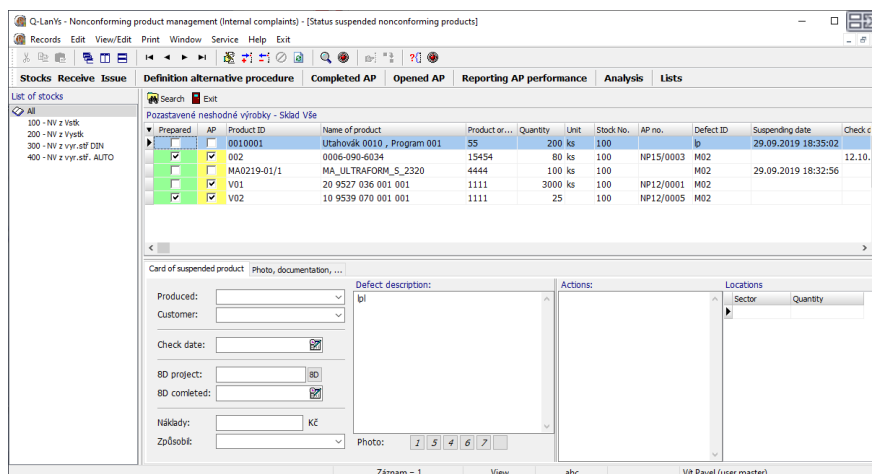 Q-LanYs - Nonconforming product management (Internal complaints) - [Status suspended nonconforming products]
Records Edit View/Edit Print Window Service Help Exit
Stocks Receive Issue Definition alternative procedure Completed AP Opened AP Reporting AP performance Analysis Lists
List of stocks
All
100 - NV z Vstk
200 - NV z Vystk
300 - NV z vyr.stř DIN
400 - NV z vyr.stř. AUTO
Search Exit
Pozastavené neshodné výrobky - Sklad Vše
Prepared AP Product ID Name of product Product or... Quantity Unit Stock No. AP no. Defect ID Suspending date Check c
0010001 Utahovák 0010 , Program 001 55 200 ks 100 lp 29.09.2019 18:35:02
002 0006-090-6034 15454 80 ks 100 NP15/0003 M02 12.10.
MA0219-01/1 MA_ULTRAFORM_S_2320 4444 100 ks 100 M02 29.09.2019 18:32:56
V01 20 9527 036 001 001 1111 3000 ks 100 NP12/0001 M02
V02 10 9539 070 001 001 1111 25 100 NP12/0005 M02
Card of suspended product Photo, documentation, ...
Produced:
Customer:
Check date:
8D project: 8D
8D comleted:
Náklady: Kč
Způsobil:
Defect description:
lpl
Photo: 1 5 4 6 7
Actions:
Locations
Sector Quantity
Záznam = 1 View abc Vít Pavel (user master)